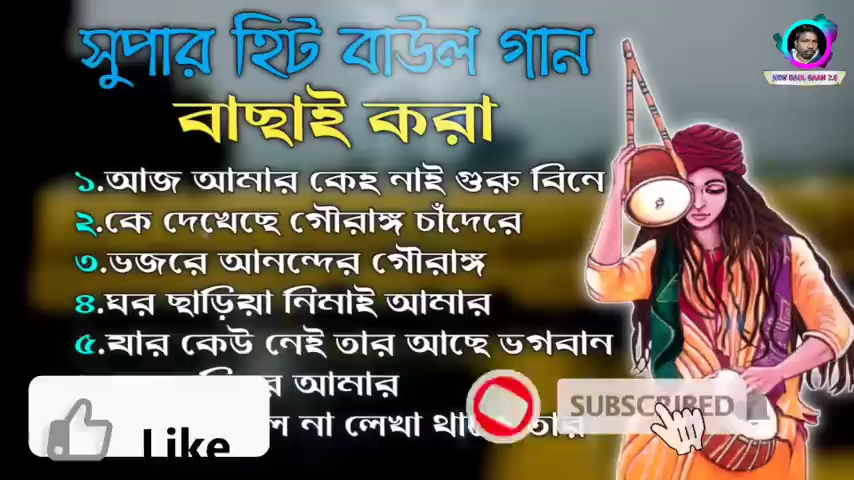 সুপার হিট বাউল গান
বাছাই করা
১.আজ আমার কেহ নাই গুরু বিনে
২.কে দেখেছে গৌরাঙ্গ চাঁদেরে
৩.ভজরে আনন্দের গৌরাঙ্গ
৪.ঘর ছাড়িয়া নিমাই আমার
৫.যার কেউ নেই তার আছে ভগবান
আমার
না লেখা
Like
SUBSCRIBED